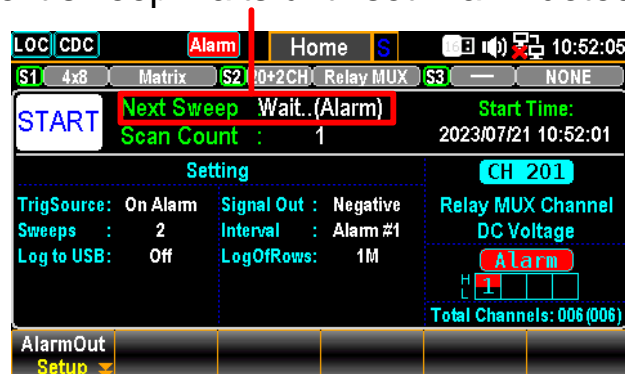 LOC CDC Alarm Home S 10:52:05
S1 4x8 Matrix S2 20+2CH Relay MUX S3 — NONE
START
Next Sweep Wait..(Alarm)
Scan Count : 1
Start Time:
2023/07/21 10:52:01
Setting
TrigSource: On Alarm Signal Out : Negative
Sweeps : 2 Interval : Alarm #1
Log to USB: Off LogOfRows: 1M
CH 201
Relay MUX Channel
DC Voltage
Alarm
H 1
L
Total Channels: 006(006)
AlarmOut
Setup